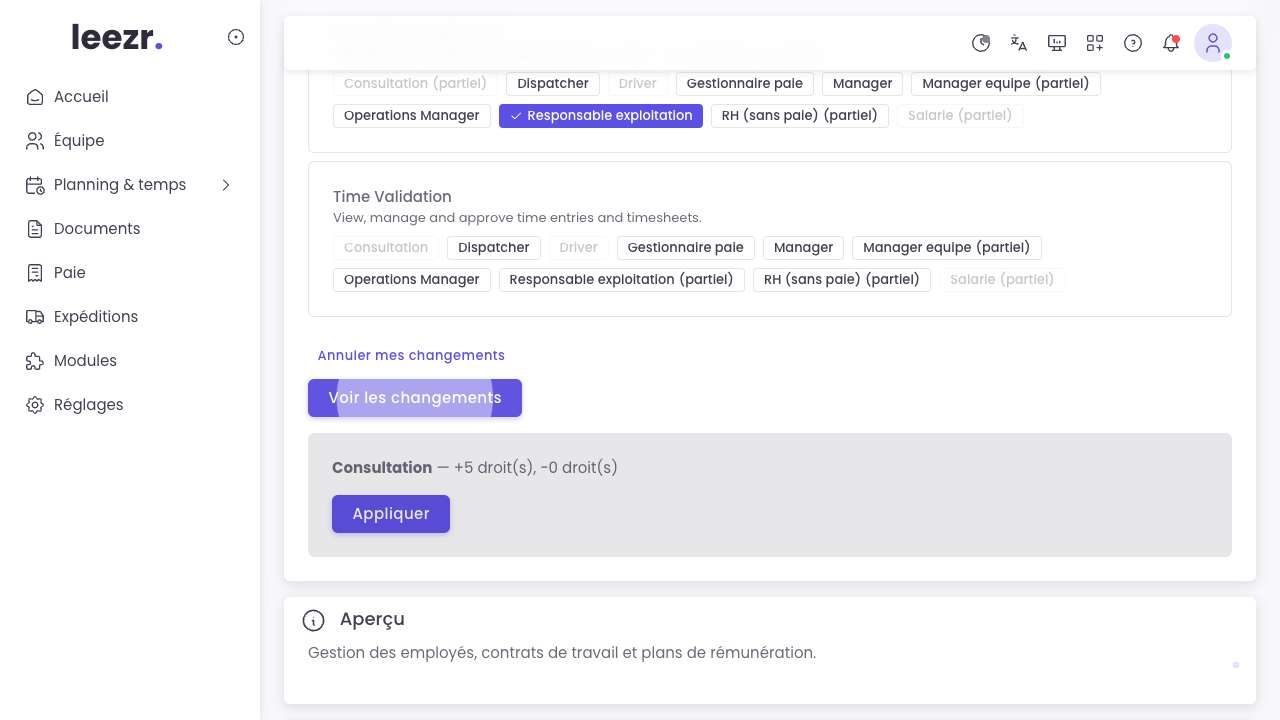 leezr.
Accueil
Équipe
Planning & temps
Documents
Paie
Expéditions
Modules
Réglages
Consultation (partiel) Dispatcher Driver Gestionnaire paie Manager Manager equipe (partiel)
Operations Manager Responsable exploitation RH (sans paie) (partiel) Salarie (partiel)
Time Validation
View, manage and approve time entries and timesheets.
Consultation Dispatcher Driver Gestionnaire paie Manager Manager equipe (partiel)
Operations Manager Responsable exploitation (partiel) RH (sans paie) (partiel) Salarie (partiel)
Annuler mes changements
Voir les changements
Consultation — +5 droit(s), -0 droit(s)
Appliquer
Aperçu
Gestion des employés, contrats de travail et plans de rémunération.